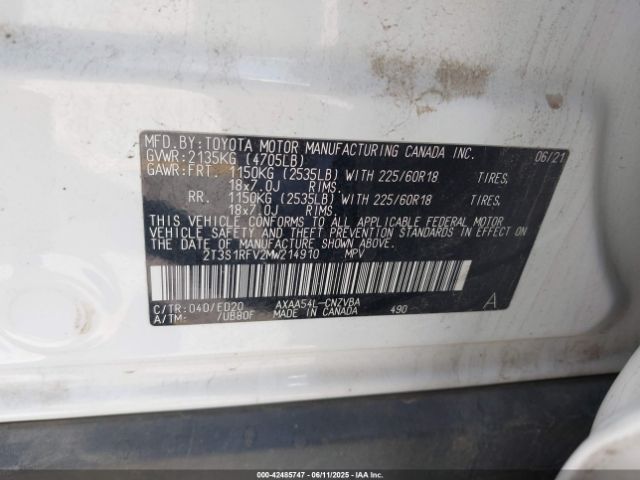 MFD.BY: TOYOTA MOTOR MANUFACTURING CANADA INC. 06/21
GVWR: 2135KG (4705LB)
GAWR: FRT. 1150KG (2535LB) WITH 225/60R18 TIRES,
18x7.0J RIMS,
RR. 1150KG (2535LB) WITH 225/60R18 TIRES,
18x7.0J RIMS,
THIS VEHICLE CONFORMS TO ALL APPLICABLE FEDERAL MOTOR
VEHICLE SAFETY AND THEFT PREVENTION STANDARDS IN EFFECT
ON THE DATE OF MANUFACTURE SHOWN ABOVE.
2T3S1RFV2MW214910 MPV
C/TR: 040/ED20 AXAA54L-CNZVBA A
A/TM: /UB80F MADE IN CANADA 490
000-42485747 - 06/11/2025 - IAAI.com